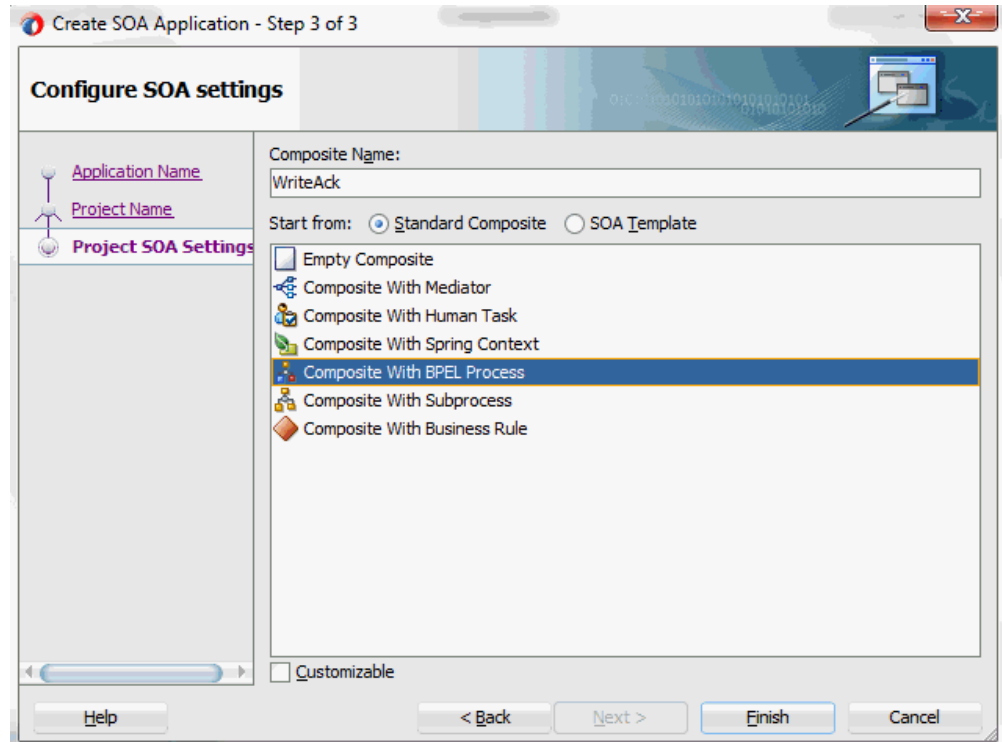 Create SOA Application - Step 3 of 3
Configure SOA settings
Application Name
Project Name
Project SOA Settings
Composite Name:
WriteAck
Start from: Standard Composite SOA Template
Empty Composite
Composite With Mediator
Composite With Human Task
Composite With Spring Context
Composite With BPEL Process
Composite With Subprocess
Composite With Business Rule
Customizable
Help < Back Next > Finish Cancel